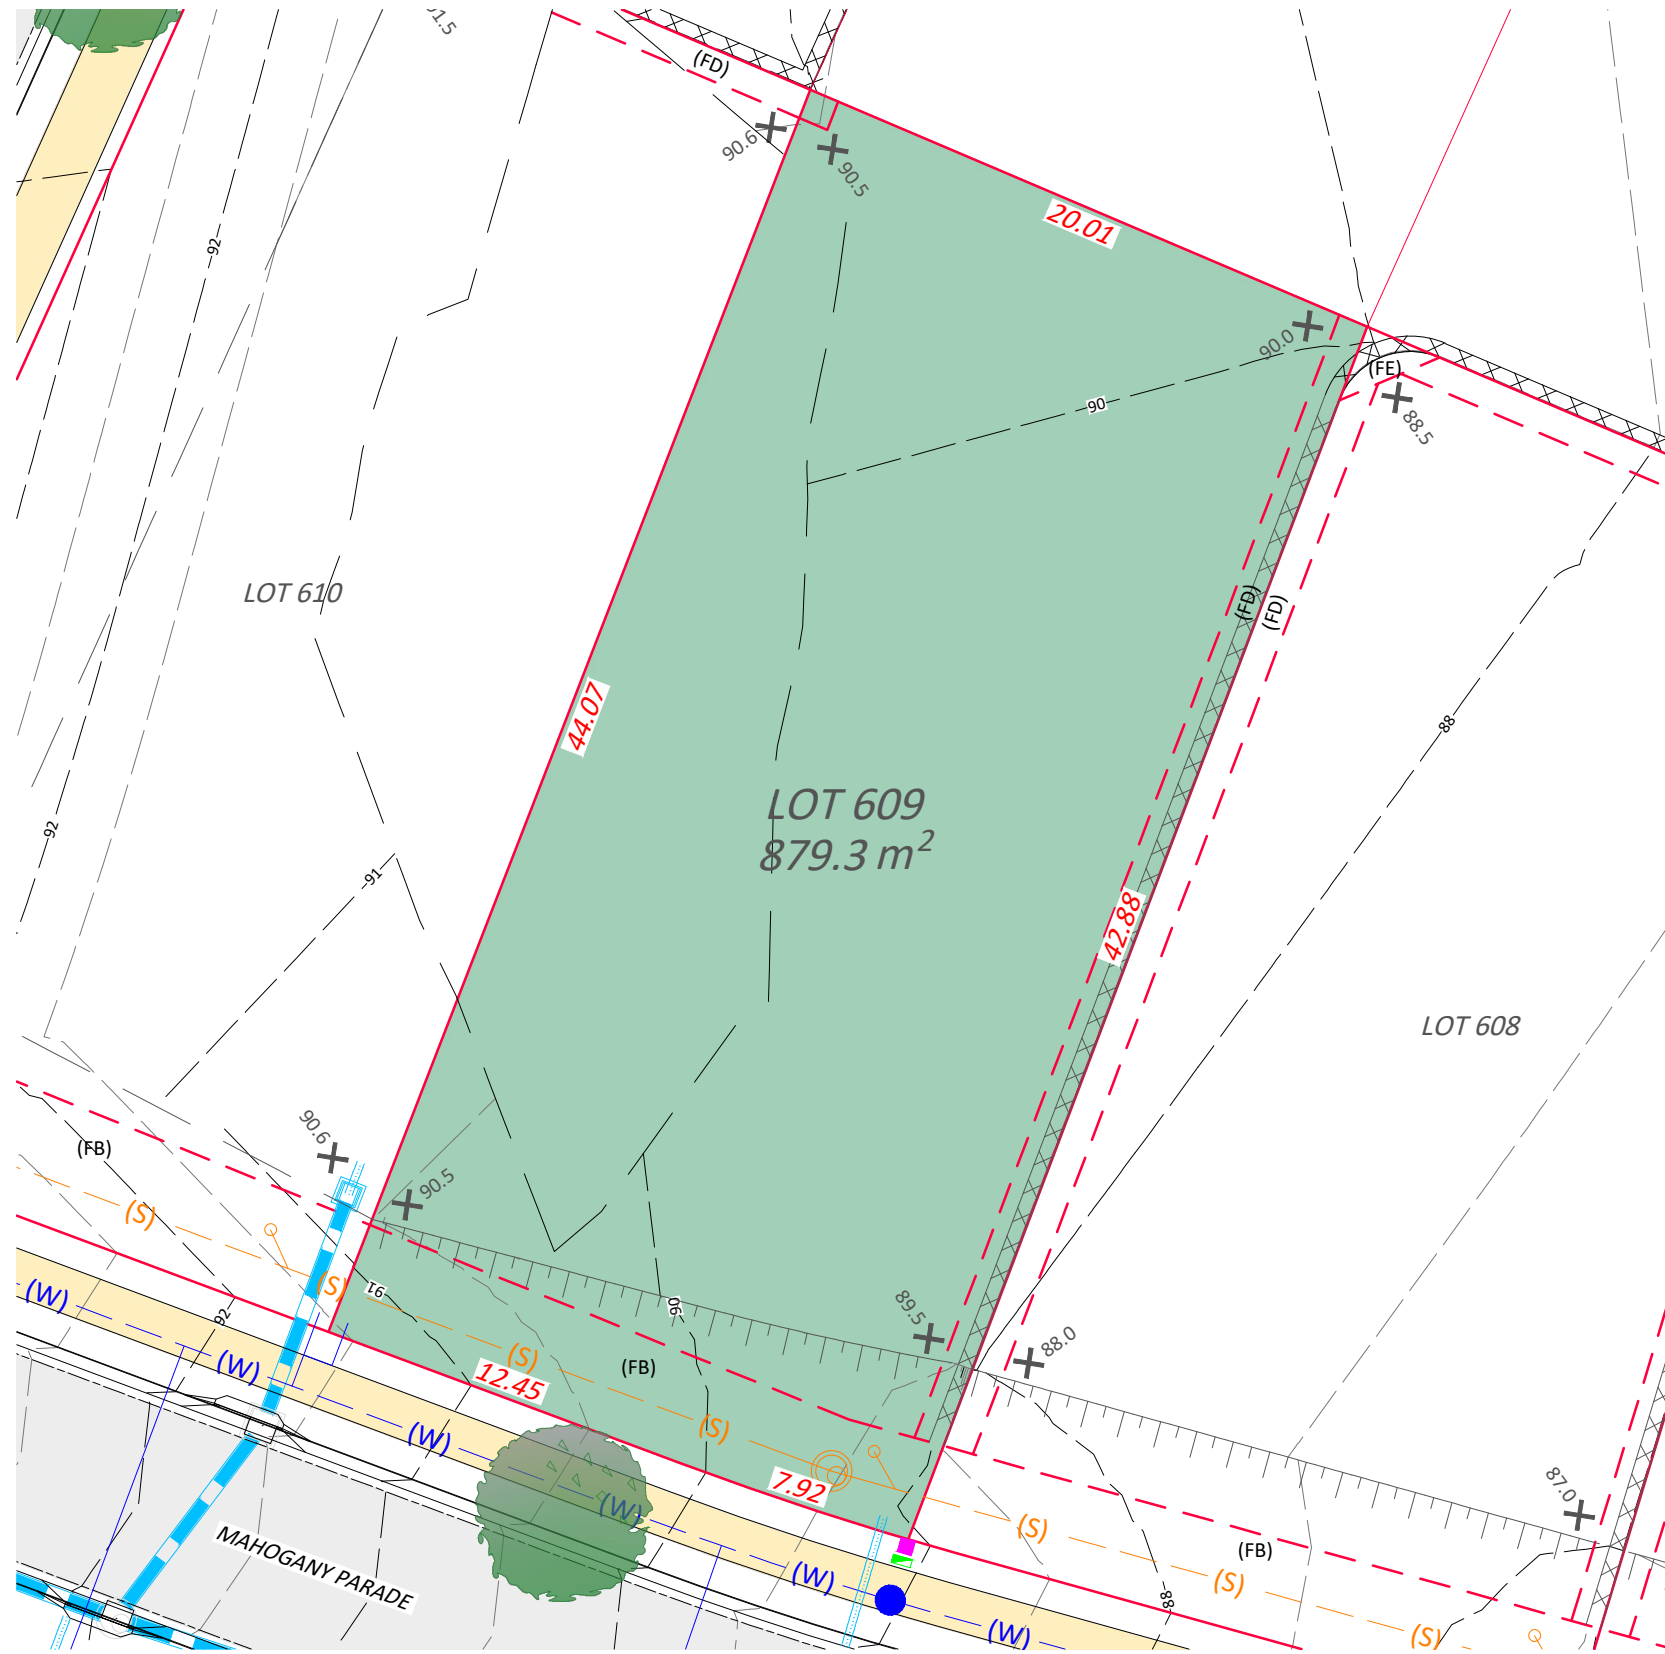 (FD)
90.6
90.5
20.01
92
90.0
(FE)
90
88.5
LOT 610
(FD)
(FD)
44.07
88
LOT 609
879.3 m²
92
91
42.88
LOT 608
90.6
(FB)
90.5
(S)
(S)
91
(W)
92
90
89.5
88.0
(S)
(FB)
(W)
12.45
(S)
(W)
7.92
87.0
(W)
(S)
(FB)
MAHOGANY PARADE
(W)
(S)
88
(W)
(S)